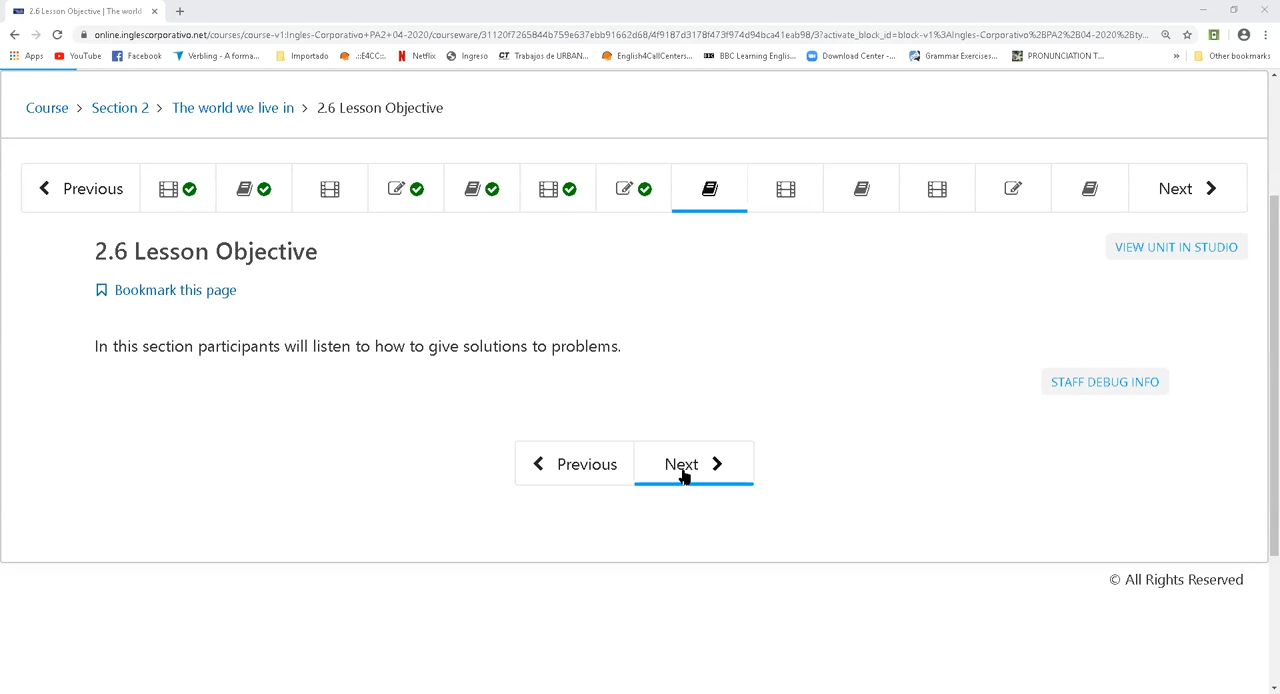 2.6 Lesson Objective | The world
online.inglescorporativo.net/courses/course-v1:Ingles-Corporativo+PA2+04-2020/courseware/31120f7265844b759e637ebb91662d68/4f9187d3178f473f974d94bca41eab98/3?activate_block_id=block-v1%3AIngles-Corporativo%2BPA2%2B04-2020%2Bty...
Apps YouTube Facebook Verbling - A forma... Importado .::E4CC::. Netflix Ingreso CT Trabajos de URBAN... English4CallCenters... BBC BBC Learning Englis... Download Center -... Grammar Exercises... PRONUNCIATION T... » Other bookmarks
Course > Section 2 > The world we live in > 2.6 Lesson Objective
Previous Next
2.6 Lesson Objective
VIEW UNIT IN STUDIO
Bookmark this page
In this section participants will listen to how to give solutions to problems.
STAFF DEBUG INFO
Previous Next
© All Rights Reserved